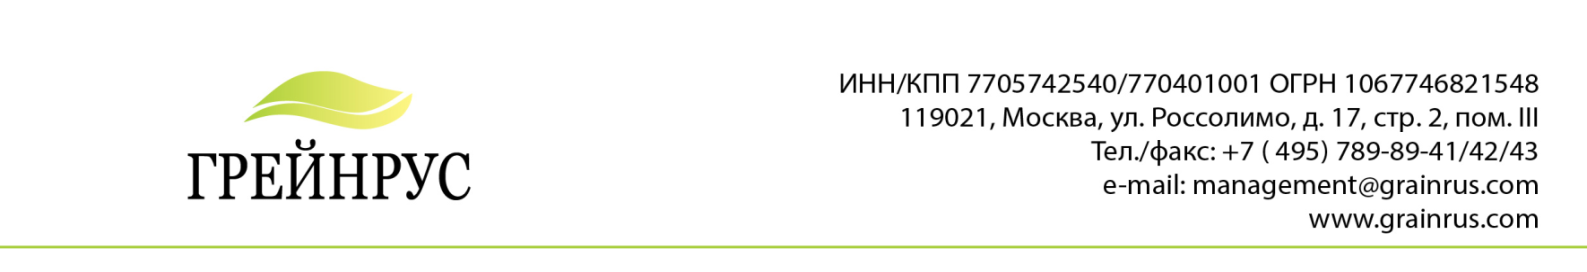 ГРЕЙНРУС
ИНН/КПП 7705742540/770401001 ОГРН 1067746821548
119021, Москва, ул. Россолимо, д. 17, стр. 2, пом. III
Тел./факс: +7 ( 495) 789-89-41/42/43
e-mail: management@grainrus.com
www.grainrus.com